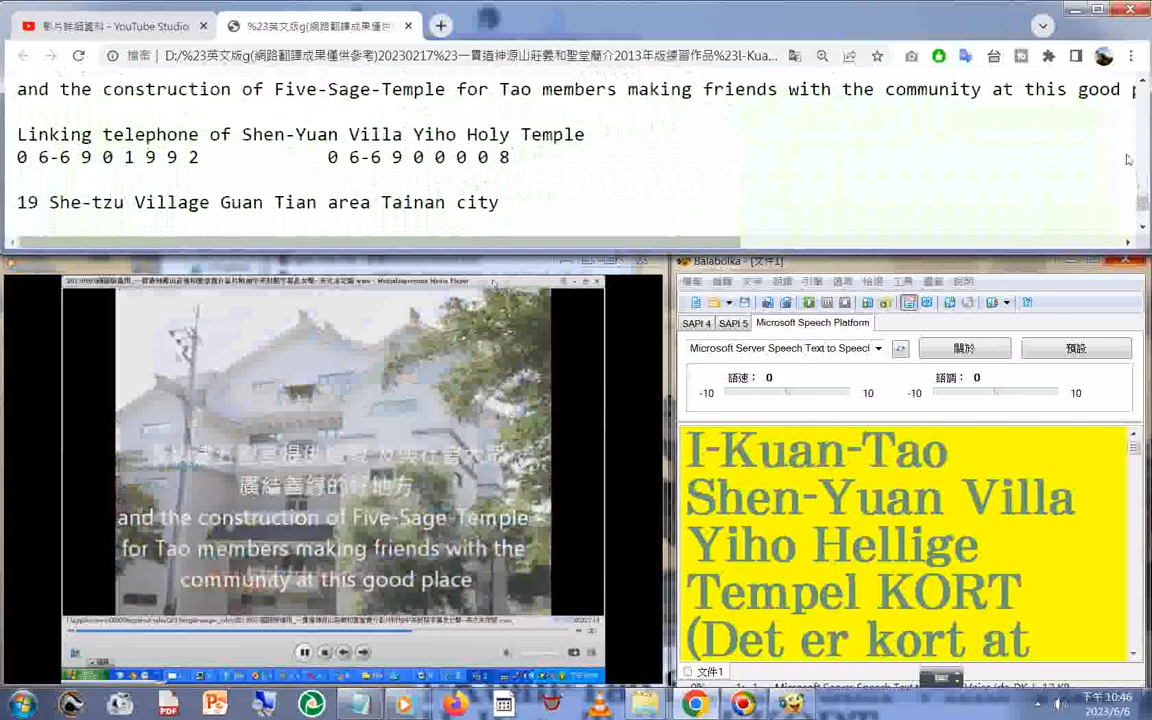 影片詳細資料 - YouTube Studio
%23英文版g(網路翻譯成果僅供
檔案
D:/%23英文版g(網路翻譯成果僅供參考)20230217%23一貫道神源山莊義和聖堂簡介2013年版練習作品%23I-Kua...
and the construction of Five-Sage-Temple for Tao members making friends with the community at this good p
Linking telephone of Shen-Yuan Villa Yiho Holy Temple
0 6-6 9 0 1 9 9 2 0 6-6 9 0 0 0 0 8
19 She-tzu Village Guan Tian area Tainan city
廣結善緣的好地方
and the construction of Five-Sage-Temple
for Tao members making friends with the
community at this good place
Balabolka - [文件1]
SAPI 4
SAPI 5
Microsoft Speech Platform
Microsoft Server Speech Text to Speech
關於
預設
語速： 0
語調： 0
-10
10
-10
10
I-Kuan-Tao
Shen-Yuan Villa
Yiho Hellige
Tempel KORT
(Det er kort at
文件1
下午 10:46
2023/6/6